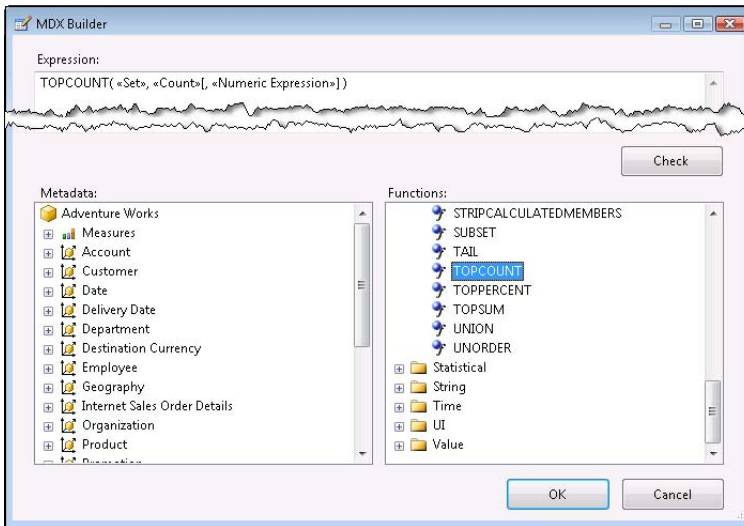 MDX Builder
Expression:
TOPCOUNT( «Set», «Count»[, «Numeric Expression»] )
Check
Metadata:
Adventure Works
Measures
Account
Customer
Date
Delivery Date
Department
Destination Currency
Employee
Geography
Internet Sales Order Details
Organization
Product
Promotion
Functions:
STRIPCALCULATEDMEMBERS
SUBSET
TAIL
TOPCOUNT
TOPPERCENT
TOPSUM
UNION
UNORDER
Statistical
String
Time
UI
Value
OK
Cancel